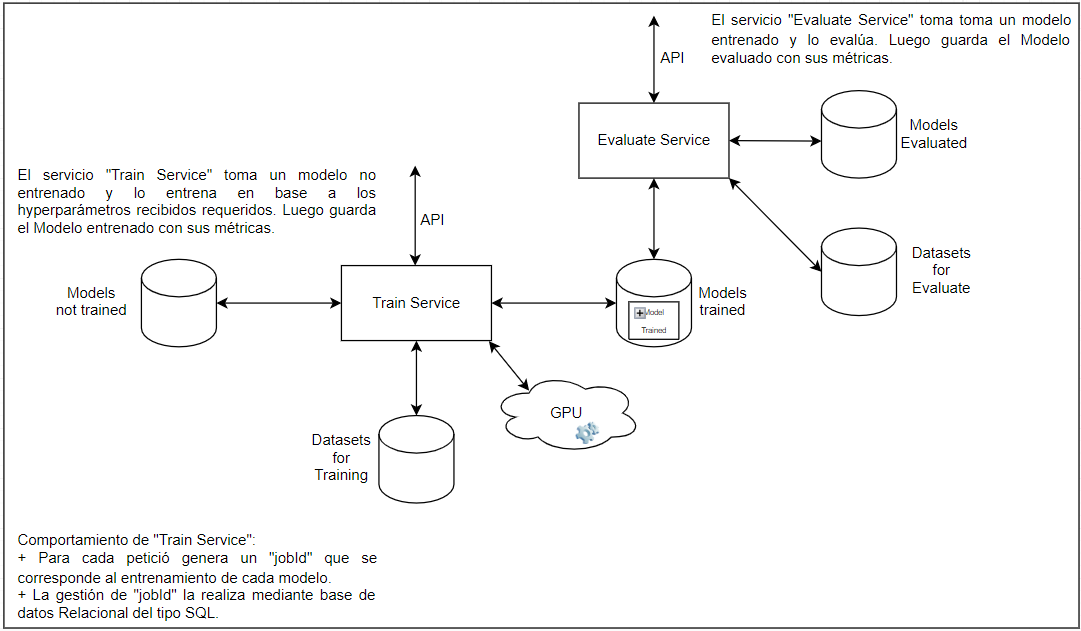 El servicio "Evaluate Service" toma toma un modelo
entrenado y lo evalúa. Luego guarda el Modelo
evaluado con sus métricas.
API
Evaluate Service
Models
Evaluated
El servicio "Train Service" toma un modelo no
entrenado y lo entrena en base a los
hyperparámetros recibidos requeridos. Luego guarda
el Modelo entrenado con sus métricas.
API
Datasets
for
Evaluate
Models
not trained
Train Service
Models
trained
Model
Trained
GPU
Datasets
for
Training
Comportamiento de "Train Service":
+ Para cada petició genera un "jobId" que se
corresponde al entrenamiento de cada modelo.
+ La gestión de "jobId" la realiza mediante base de
datos Relacional del tipo SQL.